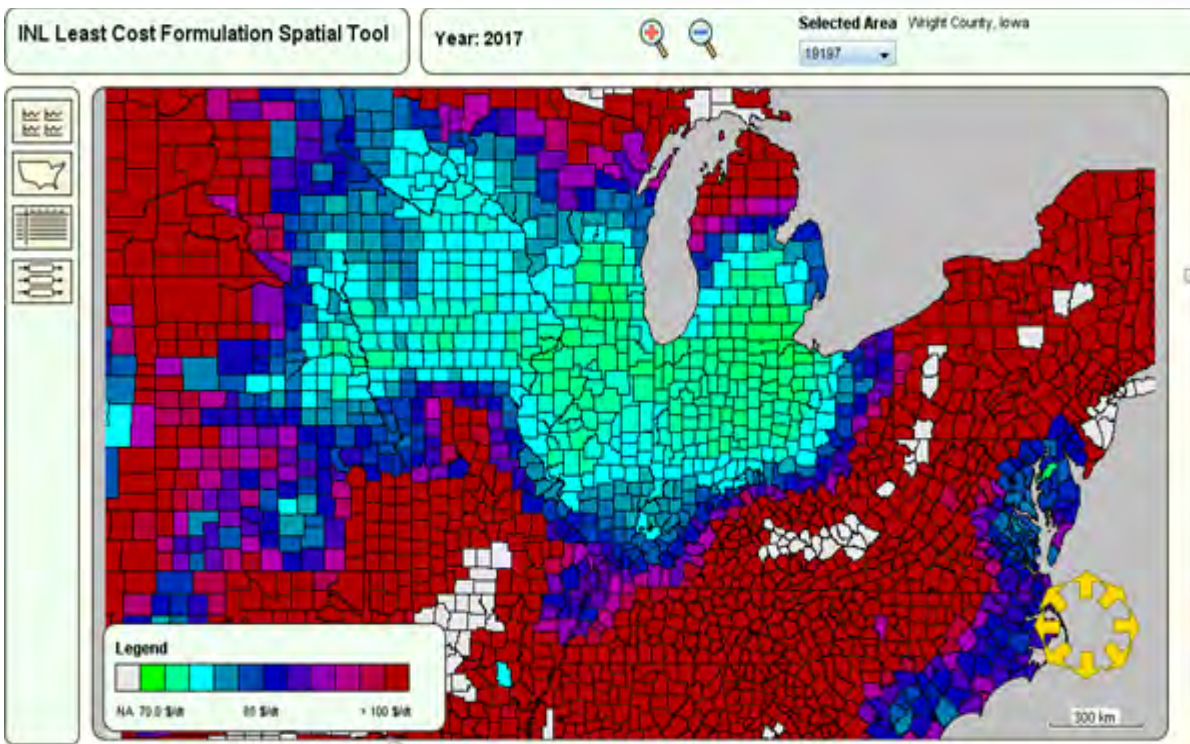 INL Least Cost Formulation Spatial Tool
Year: 2017
Selected Area Wright County, Iowa
19197
Legend
NA 70.0 $/dt 85 $/dt > 100 $/dt
300 km